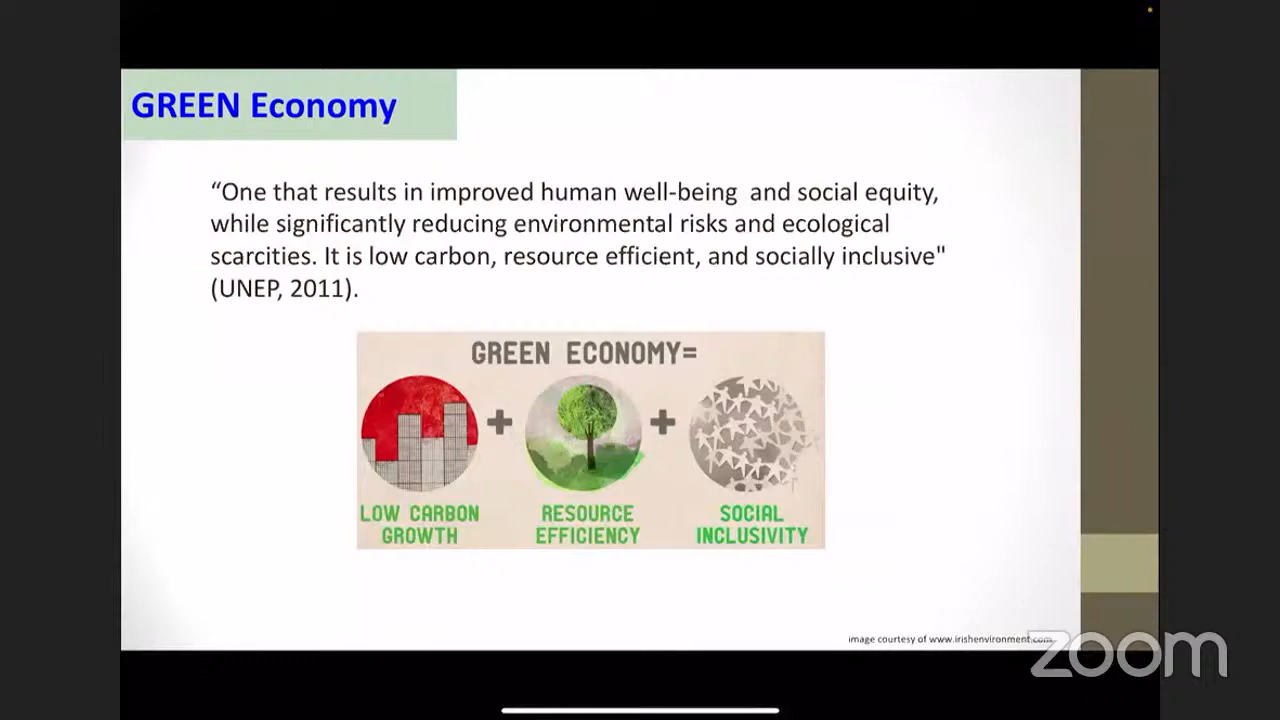 GREEN Economy
“One that results in improved human well-being  and social equity,
while significantly reducing environmental risks and ecological
scarcities. It is low carbon, resource efficient, and socially inclusive"
(UNEP, 2011).
GREEN ECONOMY=
LOW CARBON
GROWTH
+
RESOURCE
EFFICIENCY
+
SOCIAL
INCLUSIVITY
image courtesy of www.irishenvironment.com
zoom